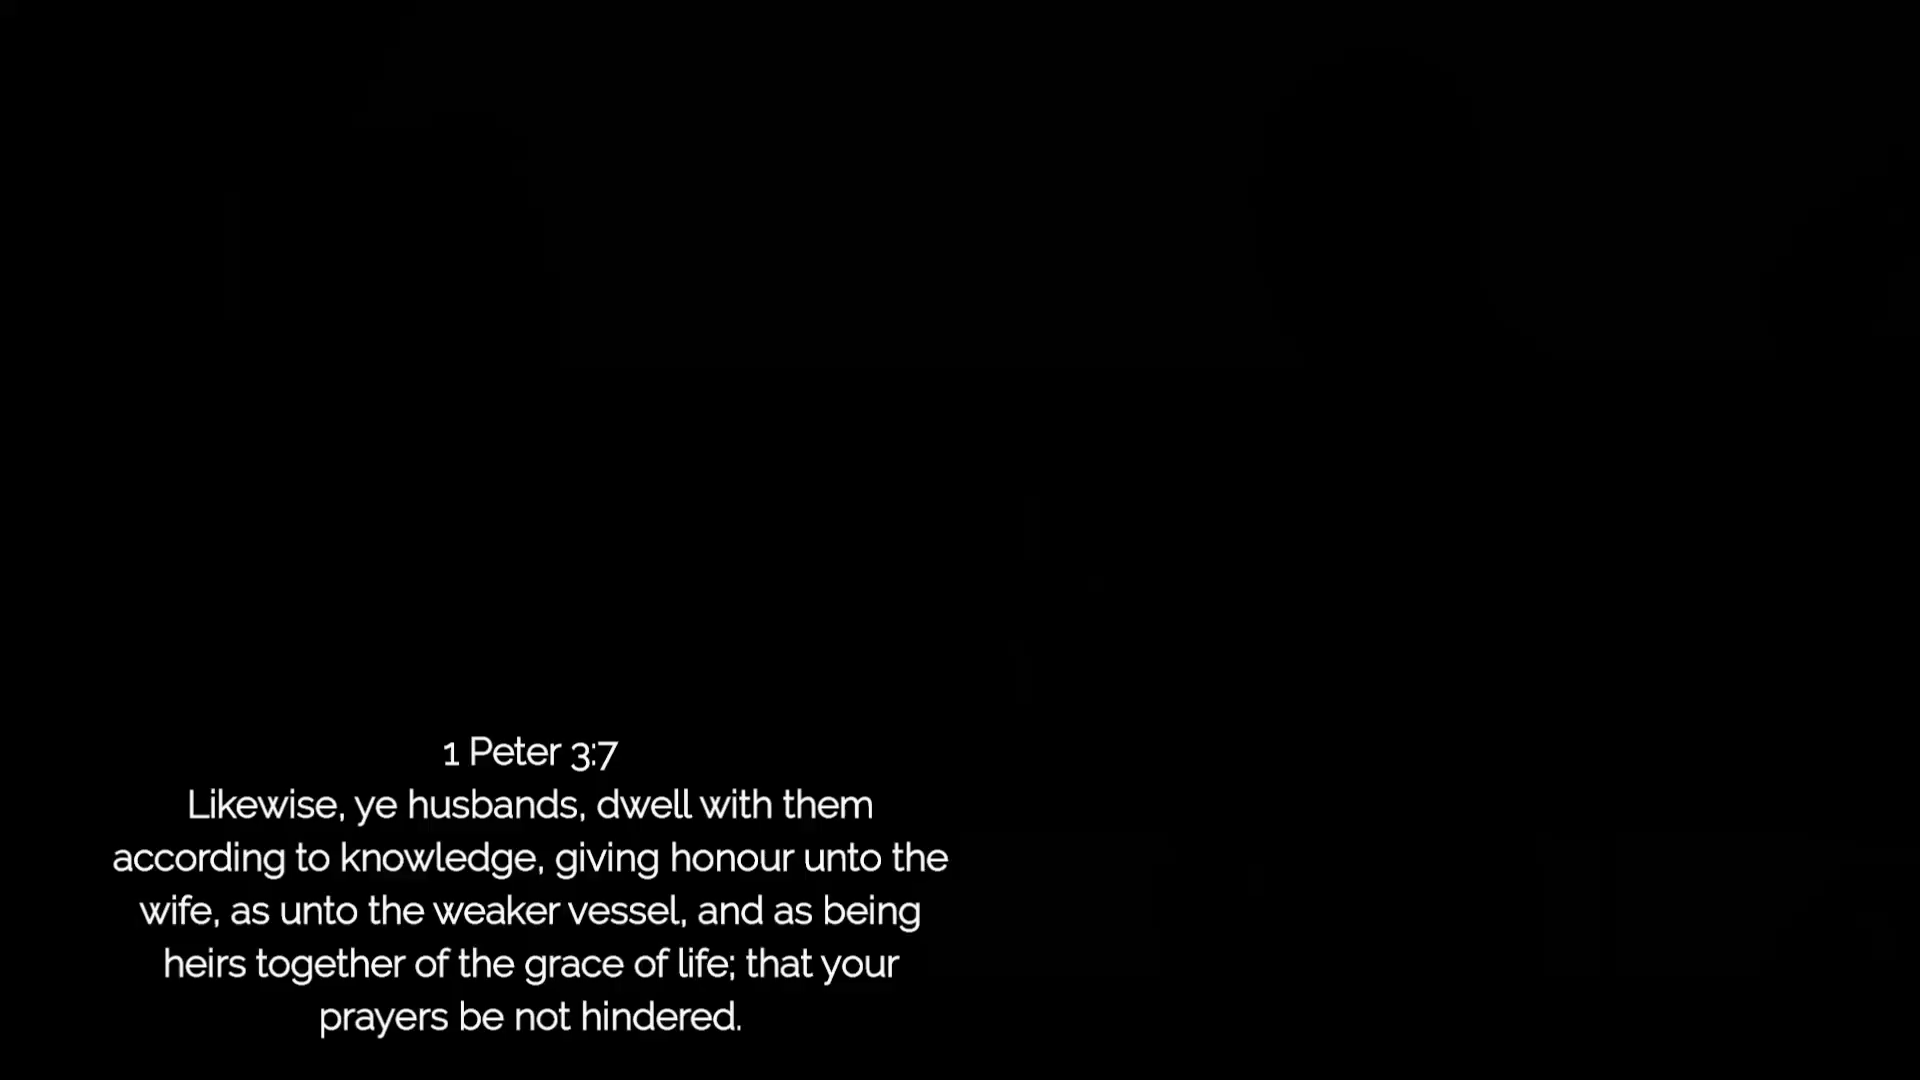 1 Peter 3:7
Likewise, ye husbands, dwell with them
according to knowledge, giving honour unto the
wife, as unto the weaker vessel, and as being
heirs together of the grace of life; that your
prayers be not hindered.